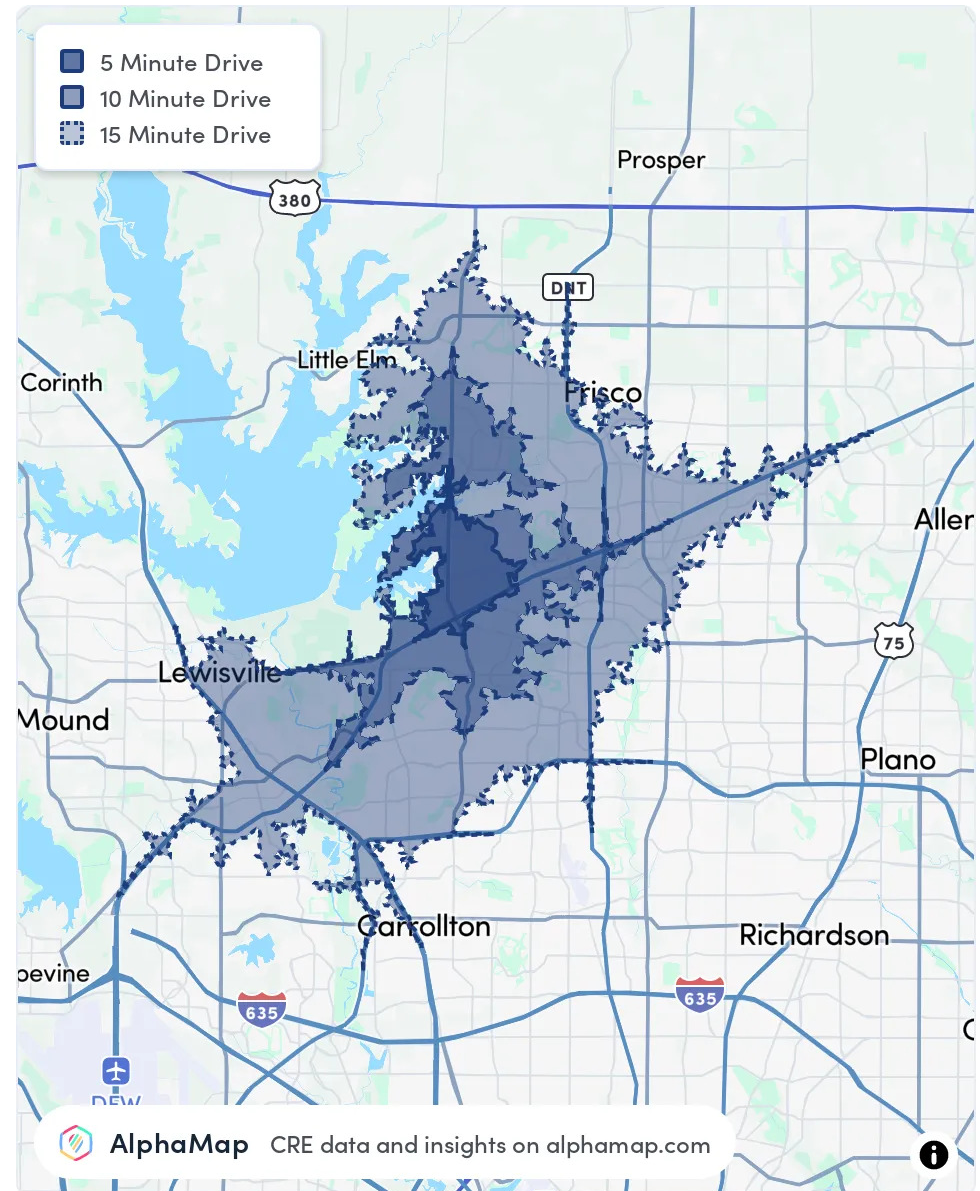 5 Minute Drive
10 Minute Drive
15 Minute Drive
Prosper
380
DNT
Little Elm
Corinth
Frisco
Aller
75
Lewisville
Mound
Plano
Carrollton
Richardson
pevine
635
635
C
DFW
AlphaMap CRE data and insights on alphamap.com